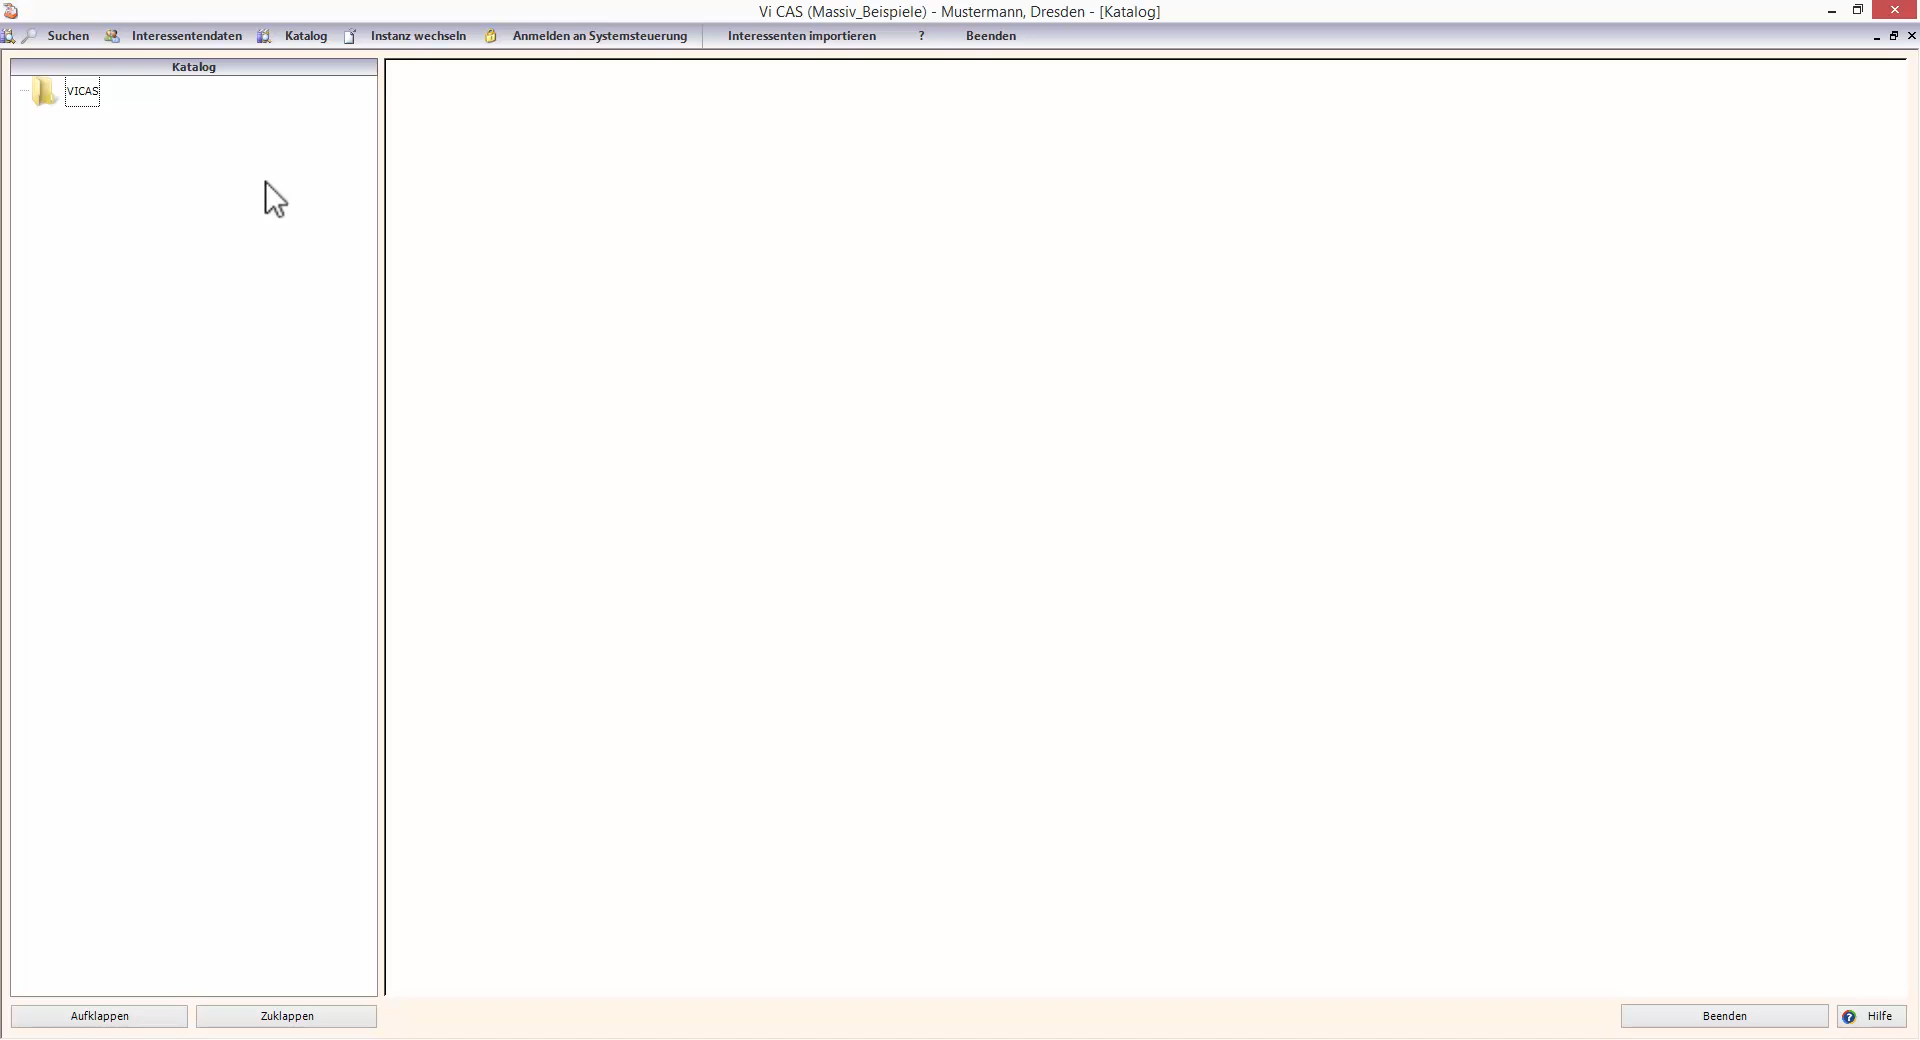 Vi CAS (Massiv_Beispiele) - Mustermann, Dresden - [Katalog]
Suchen Interessentendaten Katalog Instanz wechseln Anmelden an Systemsteuerung Interessenten importieren ? Beenden
Katalog
VICAS
Aufklappen Zuklappen Beenden ? Hilfe